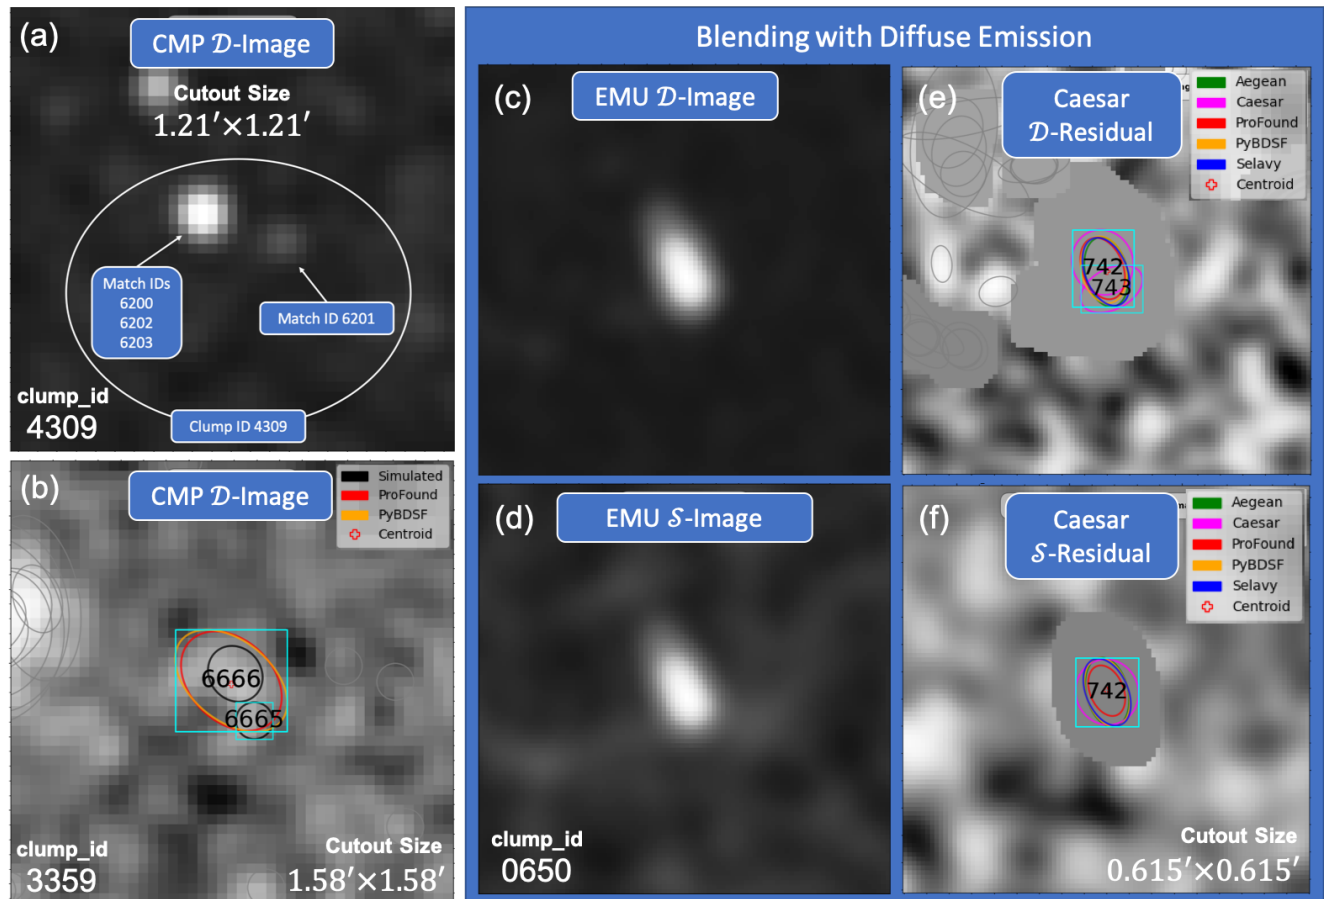 (a)
CMP 𝒟-Image
Cutout Size
1.21′×1.21′
Match IDs
6200
6202
6203
Match ID 6201
clump_id
4309
Clump ID 4309
(b)
CMP 𝒟-Image
Simulated
ProFound
PyBDSF
Centroid
6666
6665
clump_id
3359
Cutout Size
1.58′×1.58′
Blending with Diffuse Emission
(c)
EMU 𝒟-Image
(e)
Caesar
𝒟-Residual
Aegean
Caesar
ProFound
PyBDSF
Selavy
Centroid
742
743
(d)
EMU 𝒮-Image
clump_id
0650
(f)
Caesar
𝒮-Residual
Aegean
Caesar
ProFound
PyBDSF
Selavy
Centroid
742
Cutout Size
0.615′×0.615′